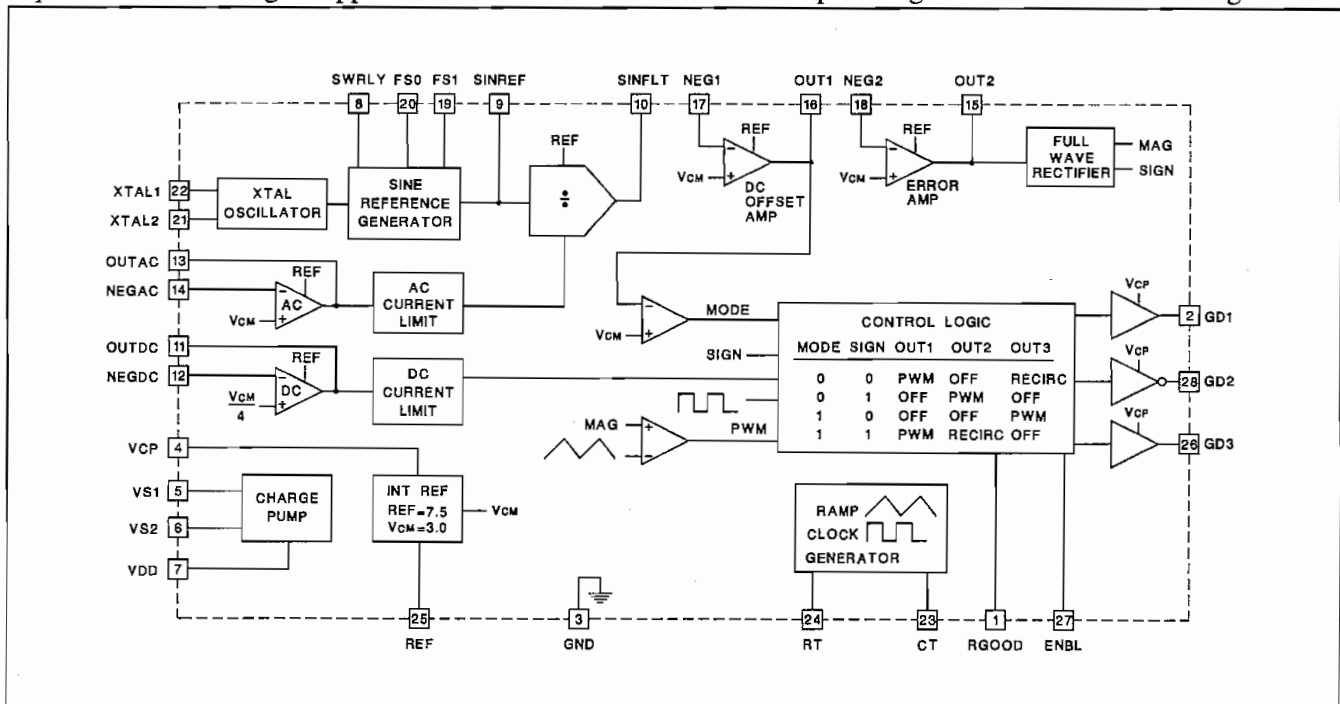 SWRLY FS0 FS1 SINREF SINFLT NEG1 OUT1 NEG2 OUT2
8 20 19 9 10 17 16 18 15
REF
VCM
DC
OFFSET
AMP
REF
VCM
ERROR
AMP
FULL
WAVE
RECTIFIER
MAG
SIGN
XTAL1 22
XTAL2 21
XTAL
OSCILLATOR
SINE
REFERENCE
GENERATOR
REF
÷
OUTAC 13
NEGAC 14
REF
AC
VCM
AC
CURRENT
LIMIT
OUTDC 11
NEGDC 12
REF
DC
VCM
4
DC
CURRENT
LIMIT
VCM
MODE
SIGN
MAG
PWM
CONTROL LOGIC
MODE SIGN OUT1 OUT2 OUT3
0 0 PWM OFF RECIRC
0 1 OFF PWM OFF
1 0 OFF OFF PWM
1 1 PWM RECIRC OFF
VCP
2 GD1
VCP
28 GD2
VCP
26 GD3
VCP 4
VS1 5
VS2 6
VDD 7
CHARGE
PUMP
INT REF
REF=7.5
VCM=3.0
VCM
RAMP
CLOCK
GENERATOR
25 3 24 23 1 27
REF GND RT CT RGOOD ENBL